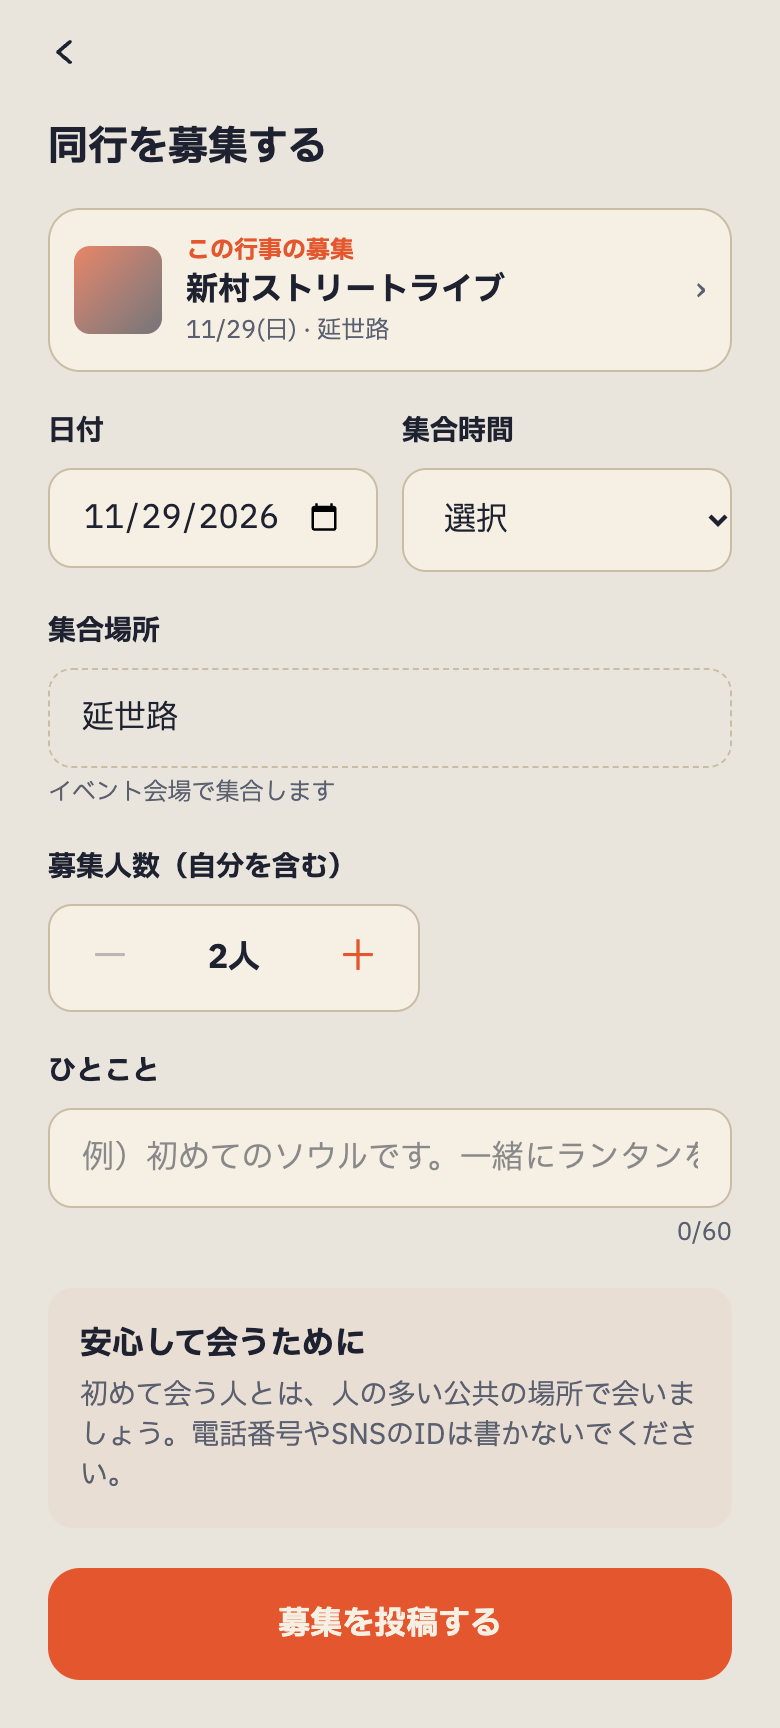 同行を募集する
この行事の募集
新村ストリートライブ
11/29(日) · 延世路
›
日付
集合時間
11/29/2026
選択
集合場所
延世路
イベント会場で集合します
募集人数（自分を含む）
2人
ひとこと
例）初めてのソウルです。一緒にランタンを
0/60
安心して会うために
初めて会う人とは、人の多い公共の場所で会いま
しょう。電話番号やSNSのIDは書かないでくださ
い。
募集を投稿する